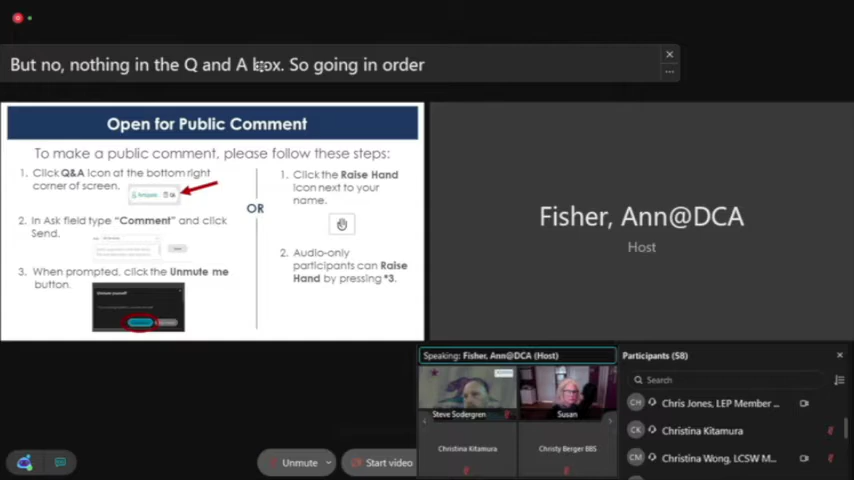 But no, nothing in the Q and A box. So going in order
Open for Public Comment
To make a public comment, please follow these steps:
1. Click Q&A icon at the bottom right
corner of screen.
2. In Ask field type "Comment" and click
Send.
3. When prompted, click the Unmute me
button.
OR
1. Click the Raise Hand
icon next to your
name.
2. Audio-only
participants can Raise
Hand by pressing *3.
Fisher, Ann@DCA
Host
Speaking: Fisher, Ann@DCA (Host)
Steve Sodergren
Susan
Christina Kitamura
Christy Berger BBS
Participants (58)
Search
CH Chris Jones, LEP Member ...
CK Christina Kitamura
CM Christina Wong, LCSW M...
Unmute
Start video